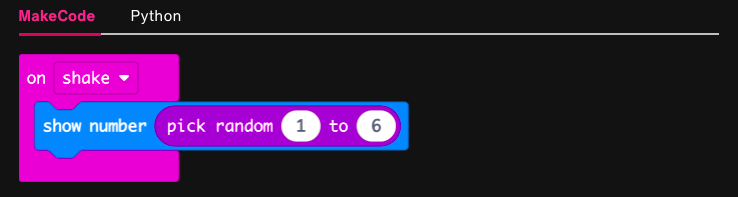 MakeCode Python
on shake
show number pick random 1 to 6